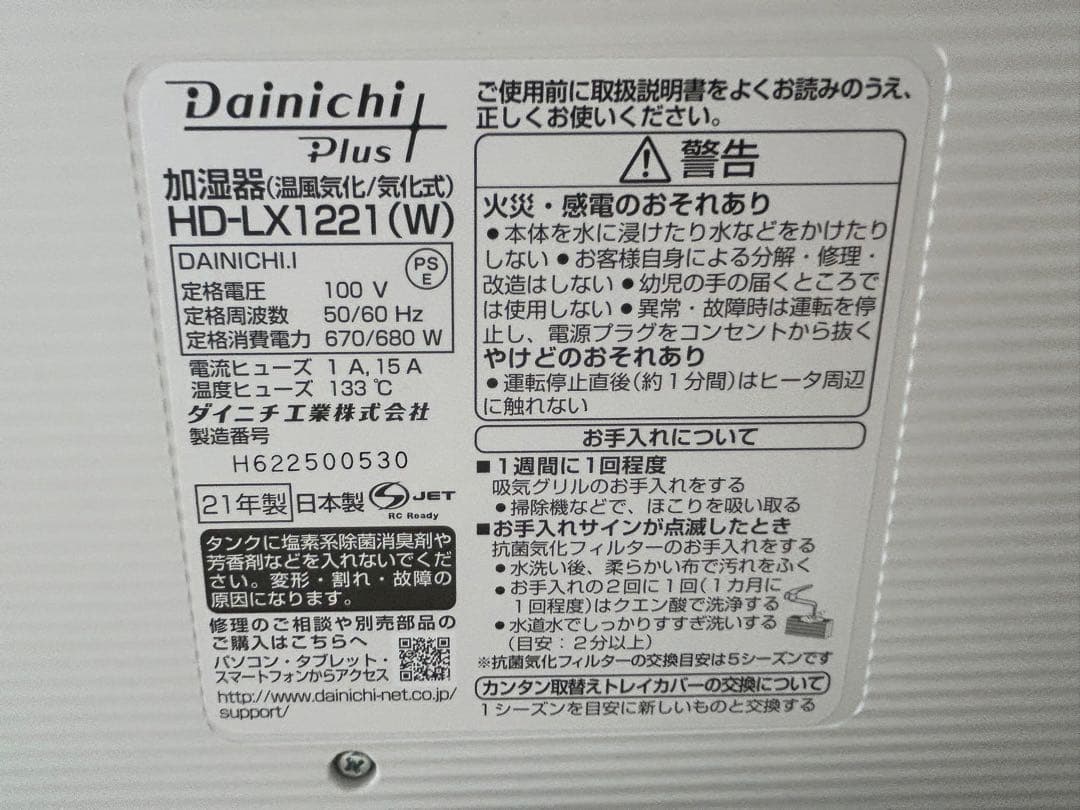 Dainichi
Plus
加湿器(温風気化/気化式)
HD-LX1221(W)
DAINICHI.I
PS
E
定格電圧 100 V
定格周波数 50/60 Hz
定格消費電力 670/680 W
電流ヒューズ 1 A,15 A
温度ヒューズ 133℃
ダイニチ工業株式会社
製造番号
H622500530
21年製 日本製 S JET
RC Ready
タンクに塩素系除菌消臭剤や
芳香剤などを入れないでくだ
さい。変形・割れ・故障の
原因になります。
修理のご相談や別売部品の
ご購入はこちらへ
パソコン・タブレット・
スマートフォンからアクセス
http://www.dainichi-net.co.jp/
support/
ご使用前に取扱説明書をよくお読みのうえ、
正しくお使いください。
警告
火災・感電のおそれあり
●本体を水に浸けたり水などをかけたり
しない ●お客様自身による分解・修理・
改造はしない ●幼児の手の届くところで
は使用しない ●異常・故障時は運転を停
止し、電源プラグをコンセントから抜く
やけどのおそれあり
●運転停止直後(約1分間)はヒータ周辺
に触れない
お手入れについて
■1週間に1回程度
吸気グリルのお手入れをする
●掃除機などで、ほこりを吸い取る
■お手入れサインが点滅したとき
抗菌気化フィルターのお手入れをする
●水洗い後、柔らかい布で汚れをふく
●お手入れの2回に1回(1カ月に
1回程度)はクエン酸で洗浄する
●水道水でしっかりすすぎ洗いする
(目安：2分以上)
※抗菌気化フィルターの交換目安は5シーズンです
カンタン取替えトレイカバーの交換について
1シーズンを目安に新しいものと交換する